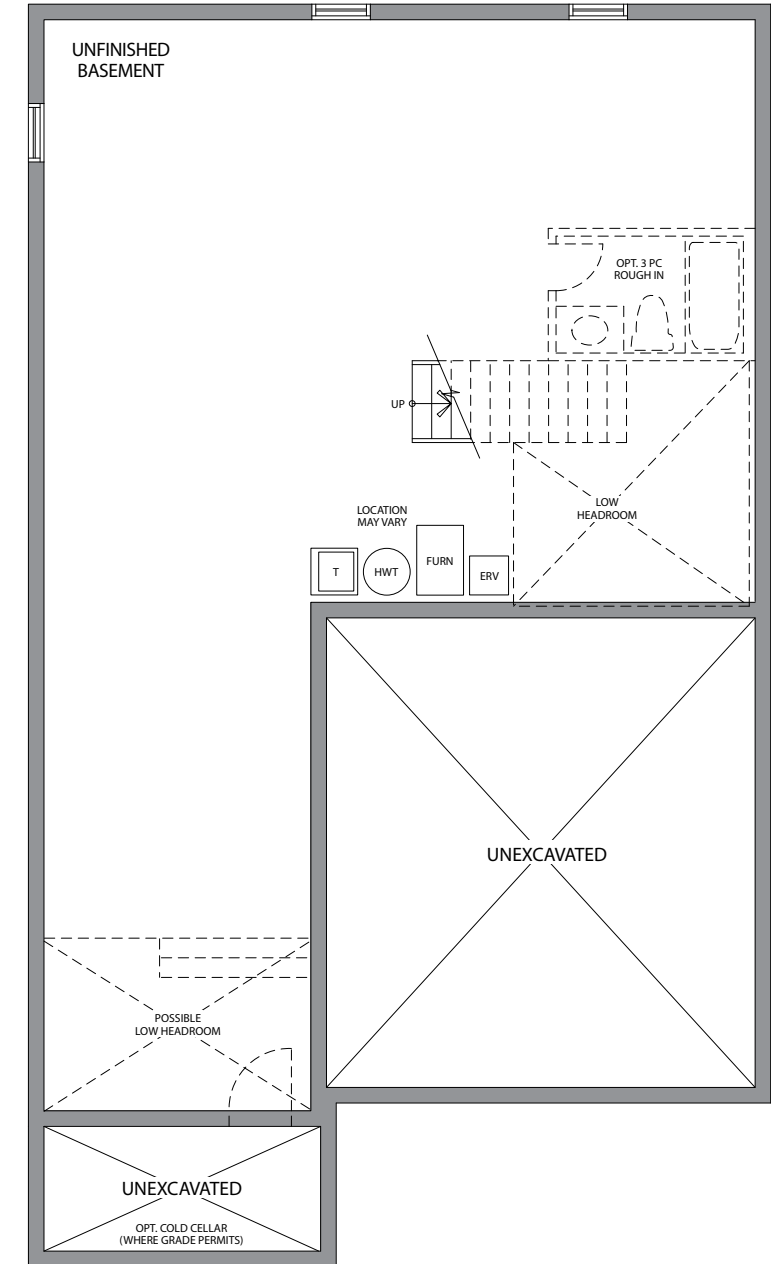 UNFINISHED
BASEMENT
OPT. 3 PC
ROUGH IN
UP
LOW
HEADROOM
LOCATION
MAY VARY
T
HWT
FURN
ERV
UNEXCAVATED
POSSIBLE
LOW HEADROOM
UNEXCAVATED
OPT. COLD CELLAR
(WHERE GRADE PERMITS)